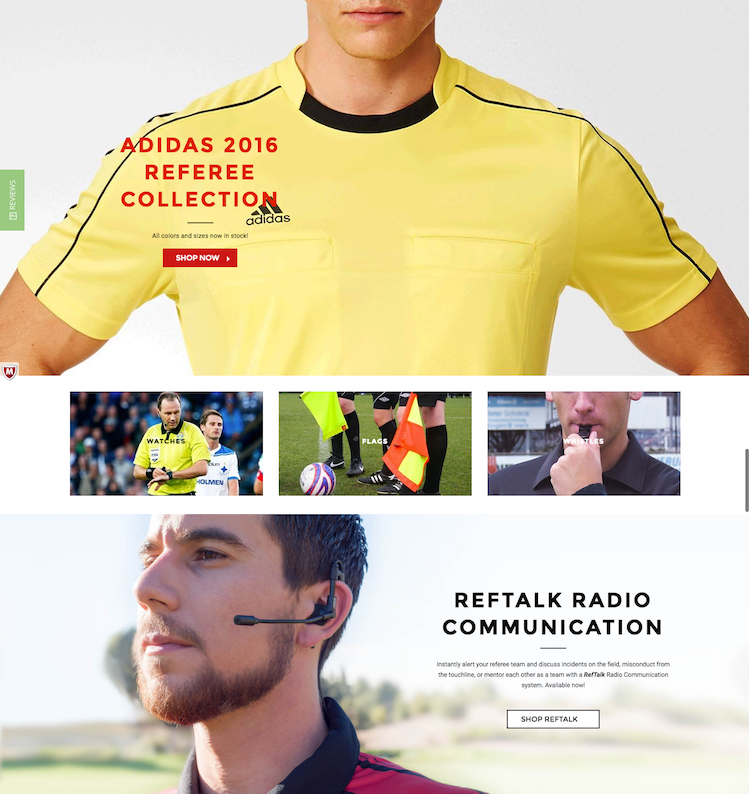 ADIDAS 2016
REFEREE
COLLECTION
adidas
All colors and sizes now in stock!
SHOP NOW
REVIEWS
M
WATCHES
FLAGS
WHISTLES
HOLMEN
REFTALK RADIO
COMMUNICATION
Instantly alert your referee team and discuss incidents on the field, misconduct from
the touchline, or mentor each other as a team with a RefTalk Radio Communication
system. Available now!
SHOP REFTALK